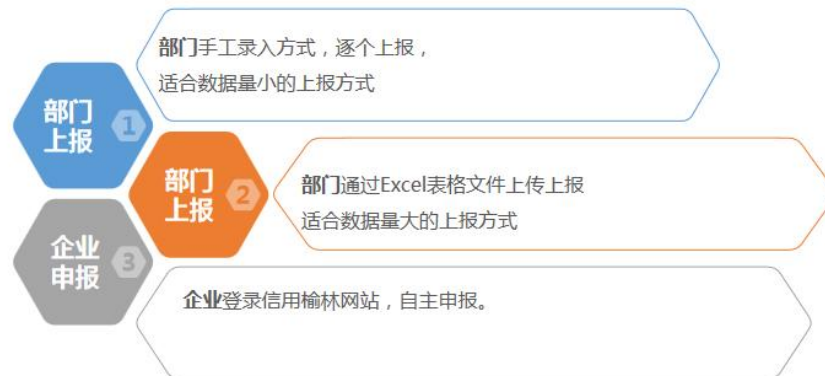 部门手工录入方式，逐个上报，
适合数据量小的上报方式
部门
上报
1
部门
上报
2
部门通过Excel表格文件上传上报
适合数据量大的上报方式
企业
申报
3
企业登录信用榆林网站，自主申报。